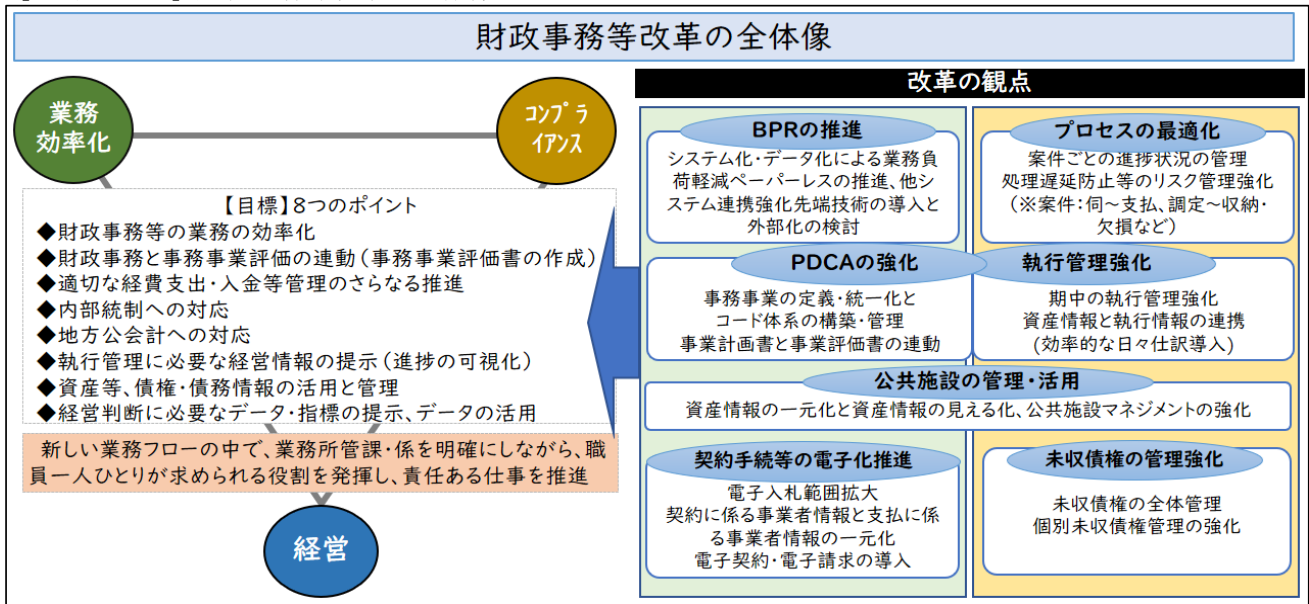 財政事務等改革の全体像
業務
効率化
コンプラ
イアンス
【目標】8つのポイント
◆財政事務等の業務の効率化
◆財政事務と事務事業評価の連動(事務事業評価書の作成)
◆適切な経費支出・入金等管理のさらなる推進
◆内部統制への対応
◆地方公会計への対応
◆執行管理に必要な経営情報の提示(進捗の可視化)
◆資産等、債権・債務情報の活用と管理
◆経営判断に必要なデータ・指標の提示、データの活用
新しい業務フローの中で、業務所管課・係を明確にしながら、職
員一人ひとりが求められる役割を発揮し、責任ある仕事を推進
経営
改革の観点
BPRの推進
システム化・データ化による業務負
荷軽減ペーパーレスの推進、他シ
ステム連携強化先端技術の導入と
外部化の検討
プロセスの最適化
案件ごとの進捗状況の管理
処理遅延防止等のリスク管理強化
(※案件:伺~支払、調定~収納・
欠損など)
PDCAの強化
事務事業の定義・統一化と
コード体系の構築・管理
事業計画書と事業評価書の連動
執行管理強化
期中の執行管理強化
資産情報と執行情報の連携
(効率的な日々仕訳導入)
公共施設の管理・活用
資産情報の一元化と資産情報の見える化、公共施設マネジメントの強化
契約手続等の電子化推進
電子入札範囲拡大
契約に係る事業者情報と支払に係
る事業者情報の一元化
電子契約・電子請求の導入
未収債権の管理強化
未収債権の全体管理
個別未収債権管理の強化